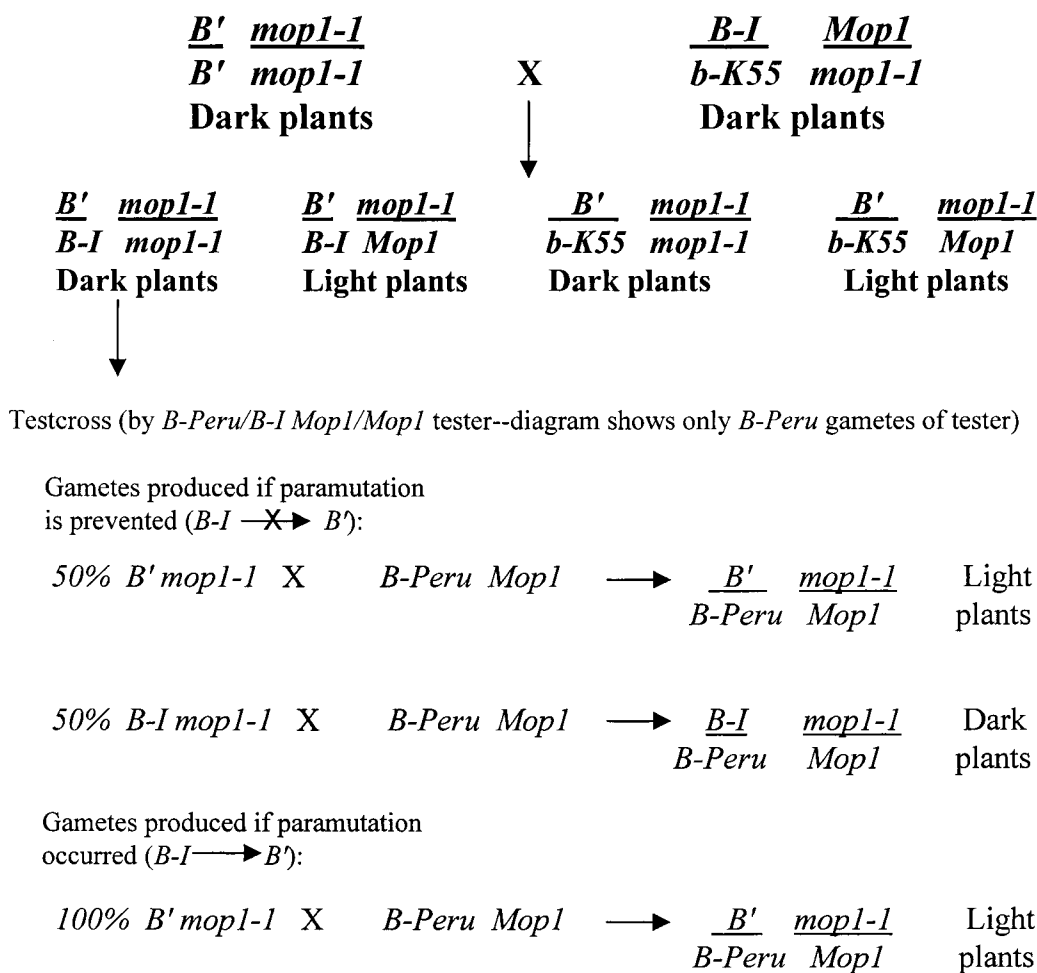 B' mop1-1 B-I Mop1
B' mop1-1 X b-K55 mop1-1
Dark plants Dark plants
B' mop1-1 B' mop1-1 B' mop1-1 B' mop1-1
B-I mop1-1 B-I Mop1 b-K55 mop1-1 b-K55 Mop1
Dark plants Light plants Dark plants Light plants
Testcross (by B-Peru/B-I Mop1/Mop1 tester--diagram shows only B-Peru gametes of tester)
Gametes produced if paramutation
is prevented (B-I X B'):
50% B' mop1-1 X B-Peru Mop1 B' mop1-1 Light
B-Peru Mop1 plants
50% B-I mop1-1 X B-Peru Mop1 B-I mop1-1 Dark
B-Peru Mop1 plants
Gametes produced if paramutation
occurred (B-I B'):
100% B' mop1-1 X B-Peru Mop1 B' mop1-1 Light
B-Peru Mop1 plants